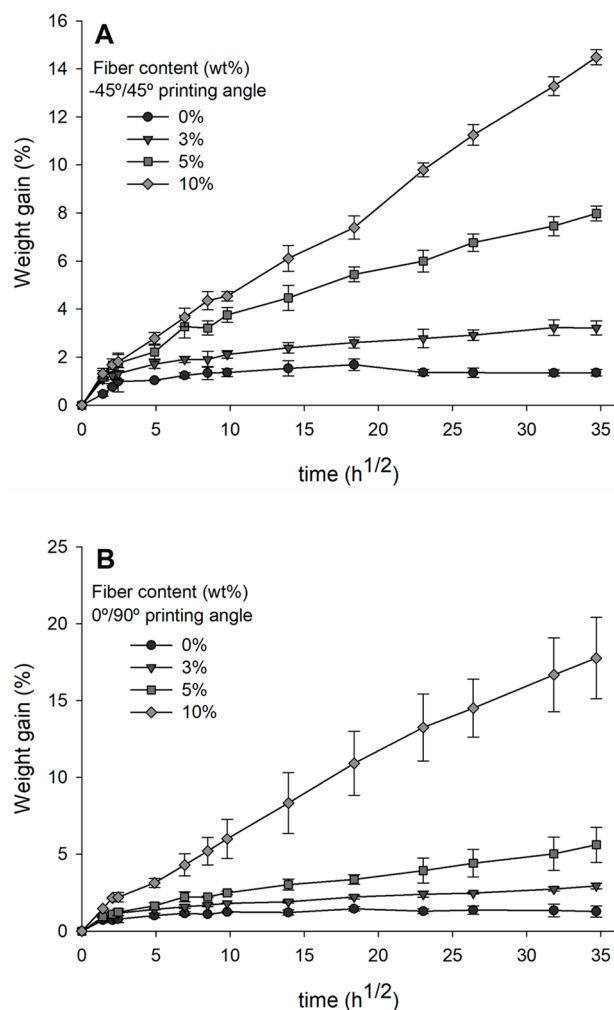 A
Fiber content (wt%)
-45º/45º printing angle
0%
3%
5%
10%
Weight gain (%)
16
14
12
10
8
6
4
2
0
0 5 10 15 20 25 30 35
time (h^1/2)
B
Fiber content (wt%)
0º/90º printing angle
0%
3%
5%
10%
Weight gain (%)
25
20
15
10
5
0
0 5 10 15 20 25 30 35
time (h^1/2)